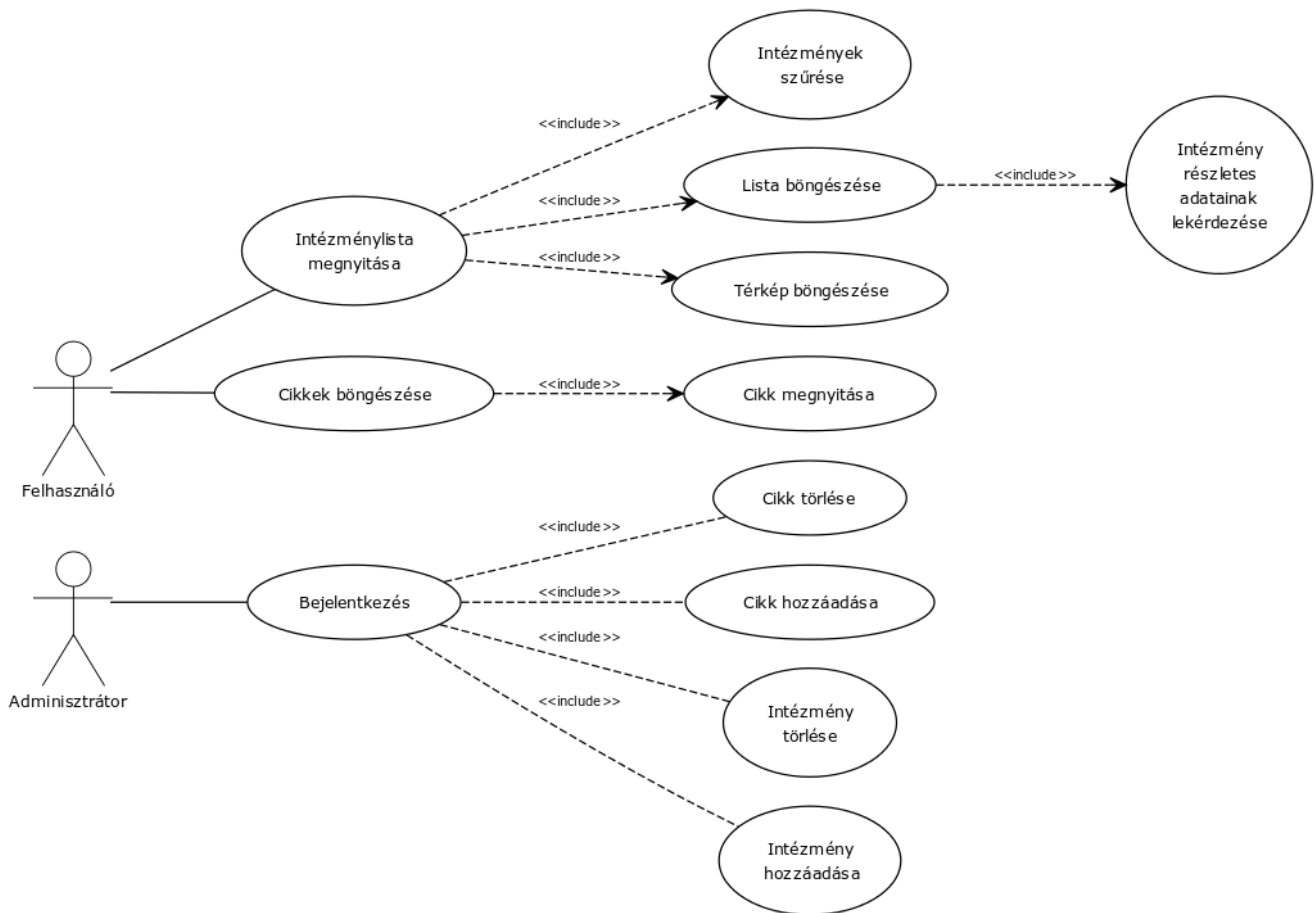 Intézmények
szűrése
<<include>>
Intézmény
részletes
adatainak
lekérdezése
Lista böngészése
<<include>>
<<include>>
Intézménylista
megnyitása
<<include>>
Térkép böngészése
Cikkek böngészése
<<include>>
Cikk megnyitása
Felhasználó
Cikk törlése
<<include>>
Bejelentkezés
<<include>>
Cikk hozzáadása
<<include>>
Adminisztrátor
<<include>>
Intézmény
törlése
Intézmény
hozzáadása